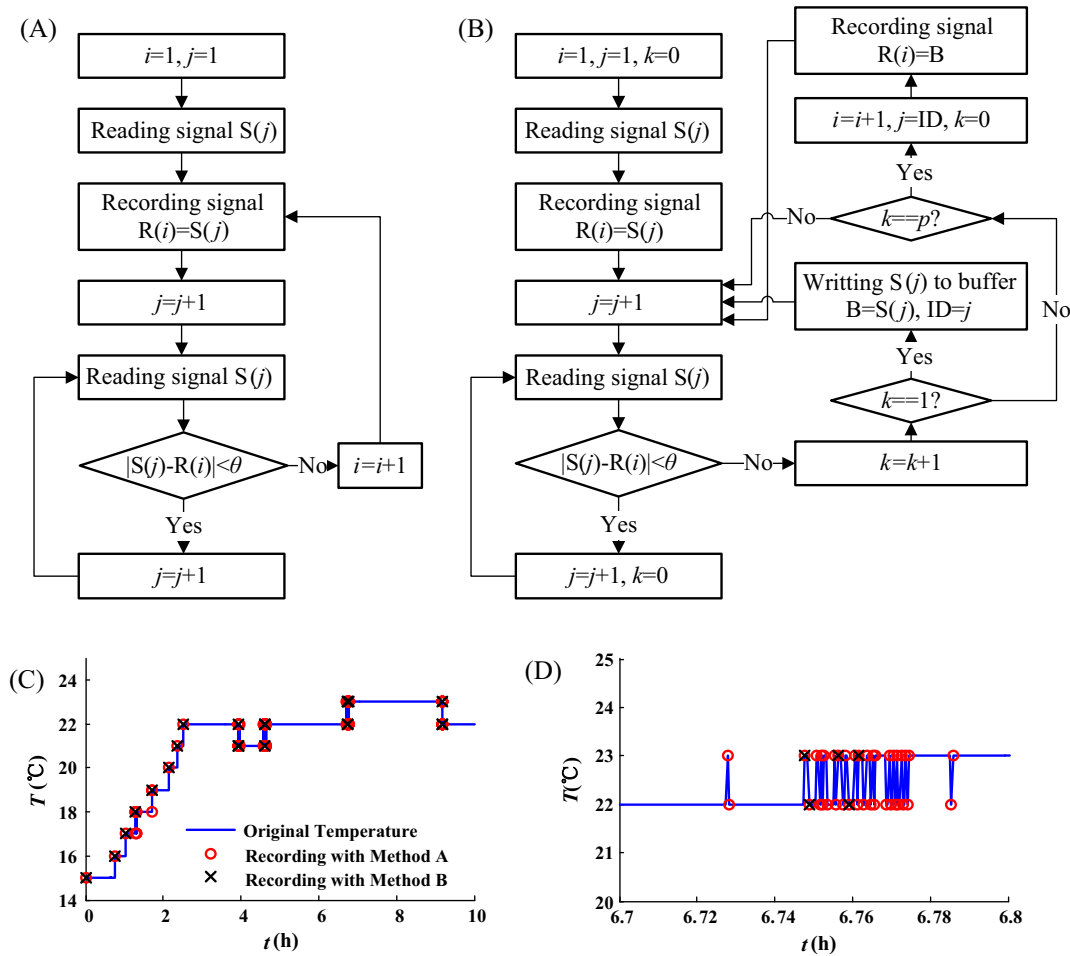 (A)
i=1, j=1
Reading signal S(j)
Recording signal
R(i)=S(j)
j=j+1
Reading signal S(j)
|S(j)-R(i)|<θ
No
i=i+1
Yes
j=j+1
(B)
i=1, j=1, k=0
Reading signal S(j)
Recording signal
R(i)=S(j)
j=j+1
Reading signal S(j)
|S(j)-R(i)|<θ
No
Yes
j=j+1, k=0
Recording signal
R(i)=B
i=i+1, j=ID, k=0
Yes
No
k==p?
Writting S(j) to buffer
B=S(j), ID=j
No
Yes
k==1?
k=k+1
(C)
24
22
20
18
16
14
T (℃)
0
2
4
6
8
10
t (h)
Original Temperature
Recording with Method A
Recording with Method B
(D)
25
24
23
22
21
20
T(℃)
6.7
6.72
6.74
6.76
6.78
6.8
t (h)